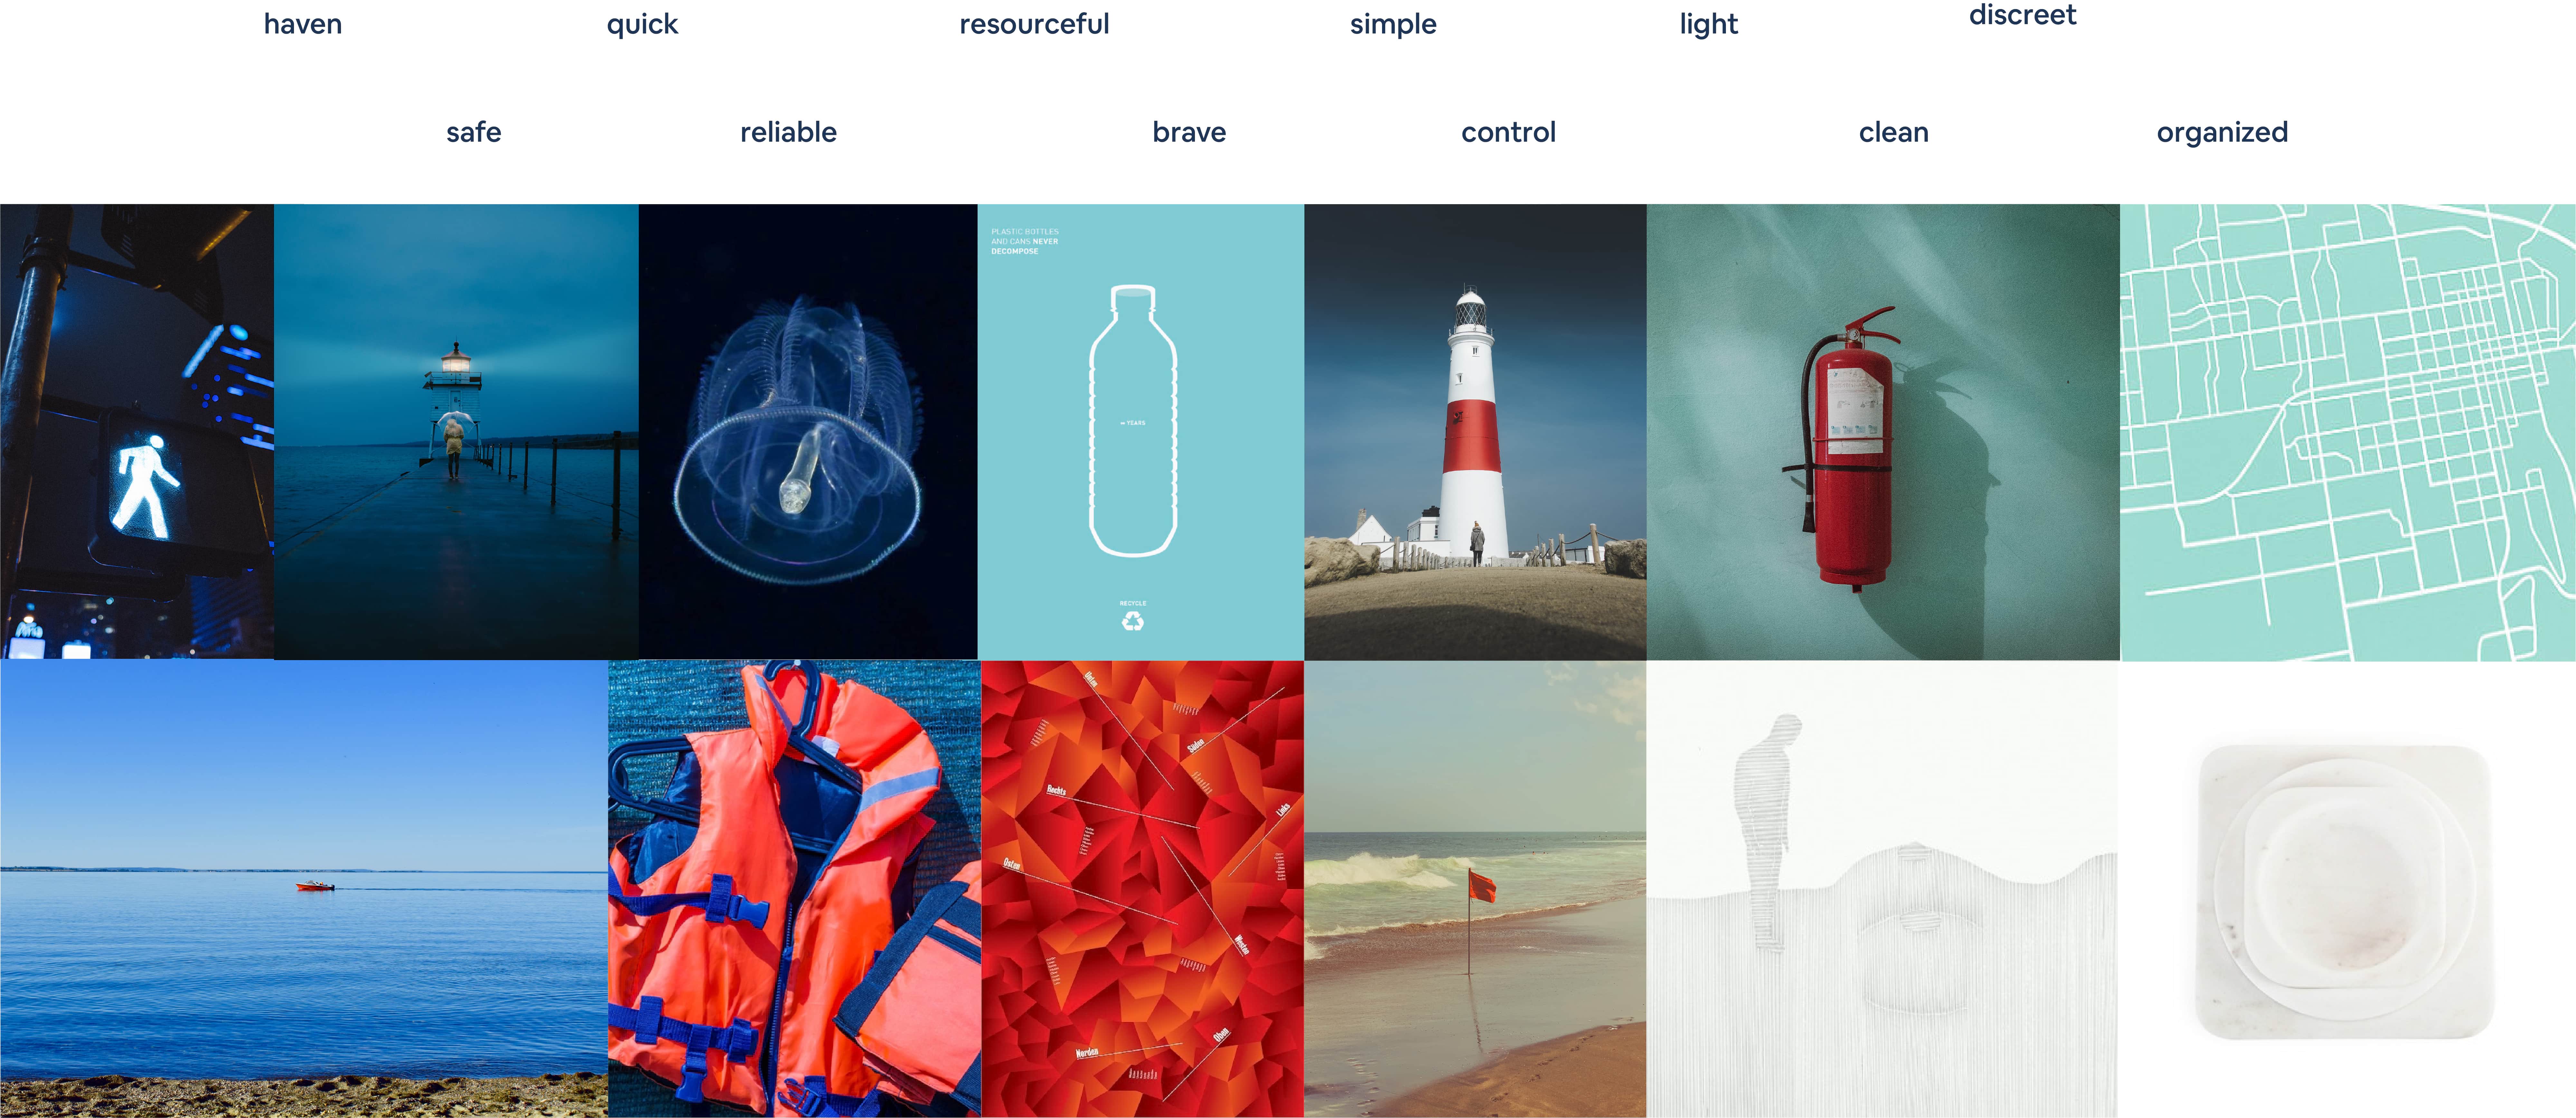 haven
quick
resourceful
simple
light
discreet
safe
reliable
brave
control
clean
organized
PLASTIC BOTTLES
AND CANS NEVER
DECOMPOSE
∞ YEARS
RECYCLE
Süden
Rechts
Links
Osten
Westen
Norden
Oben